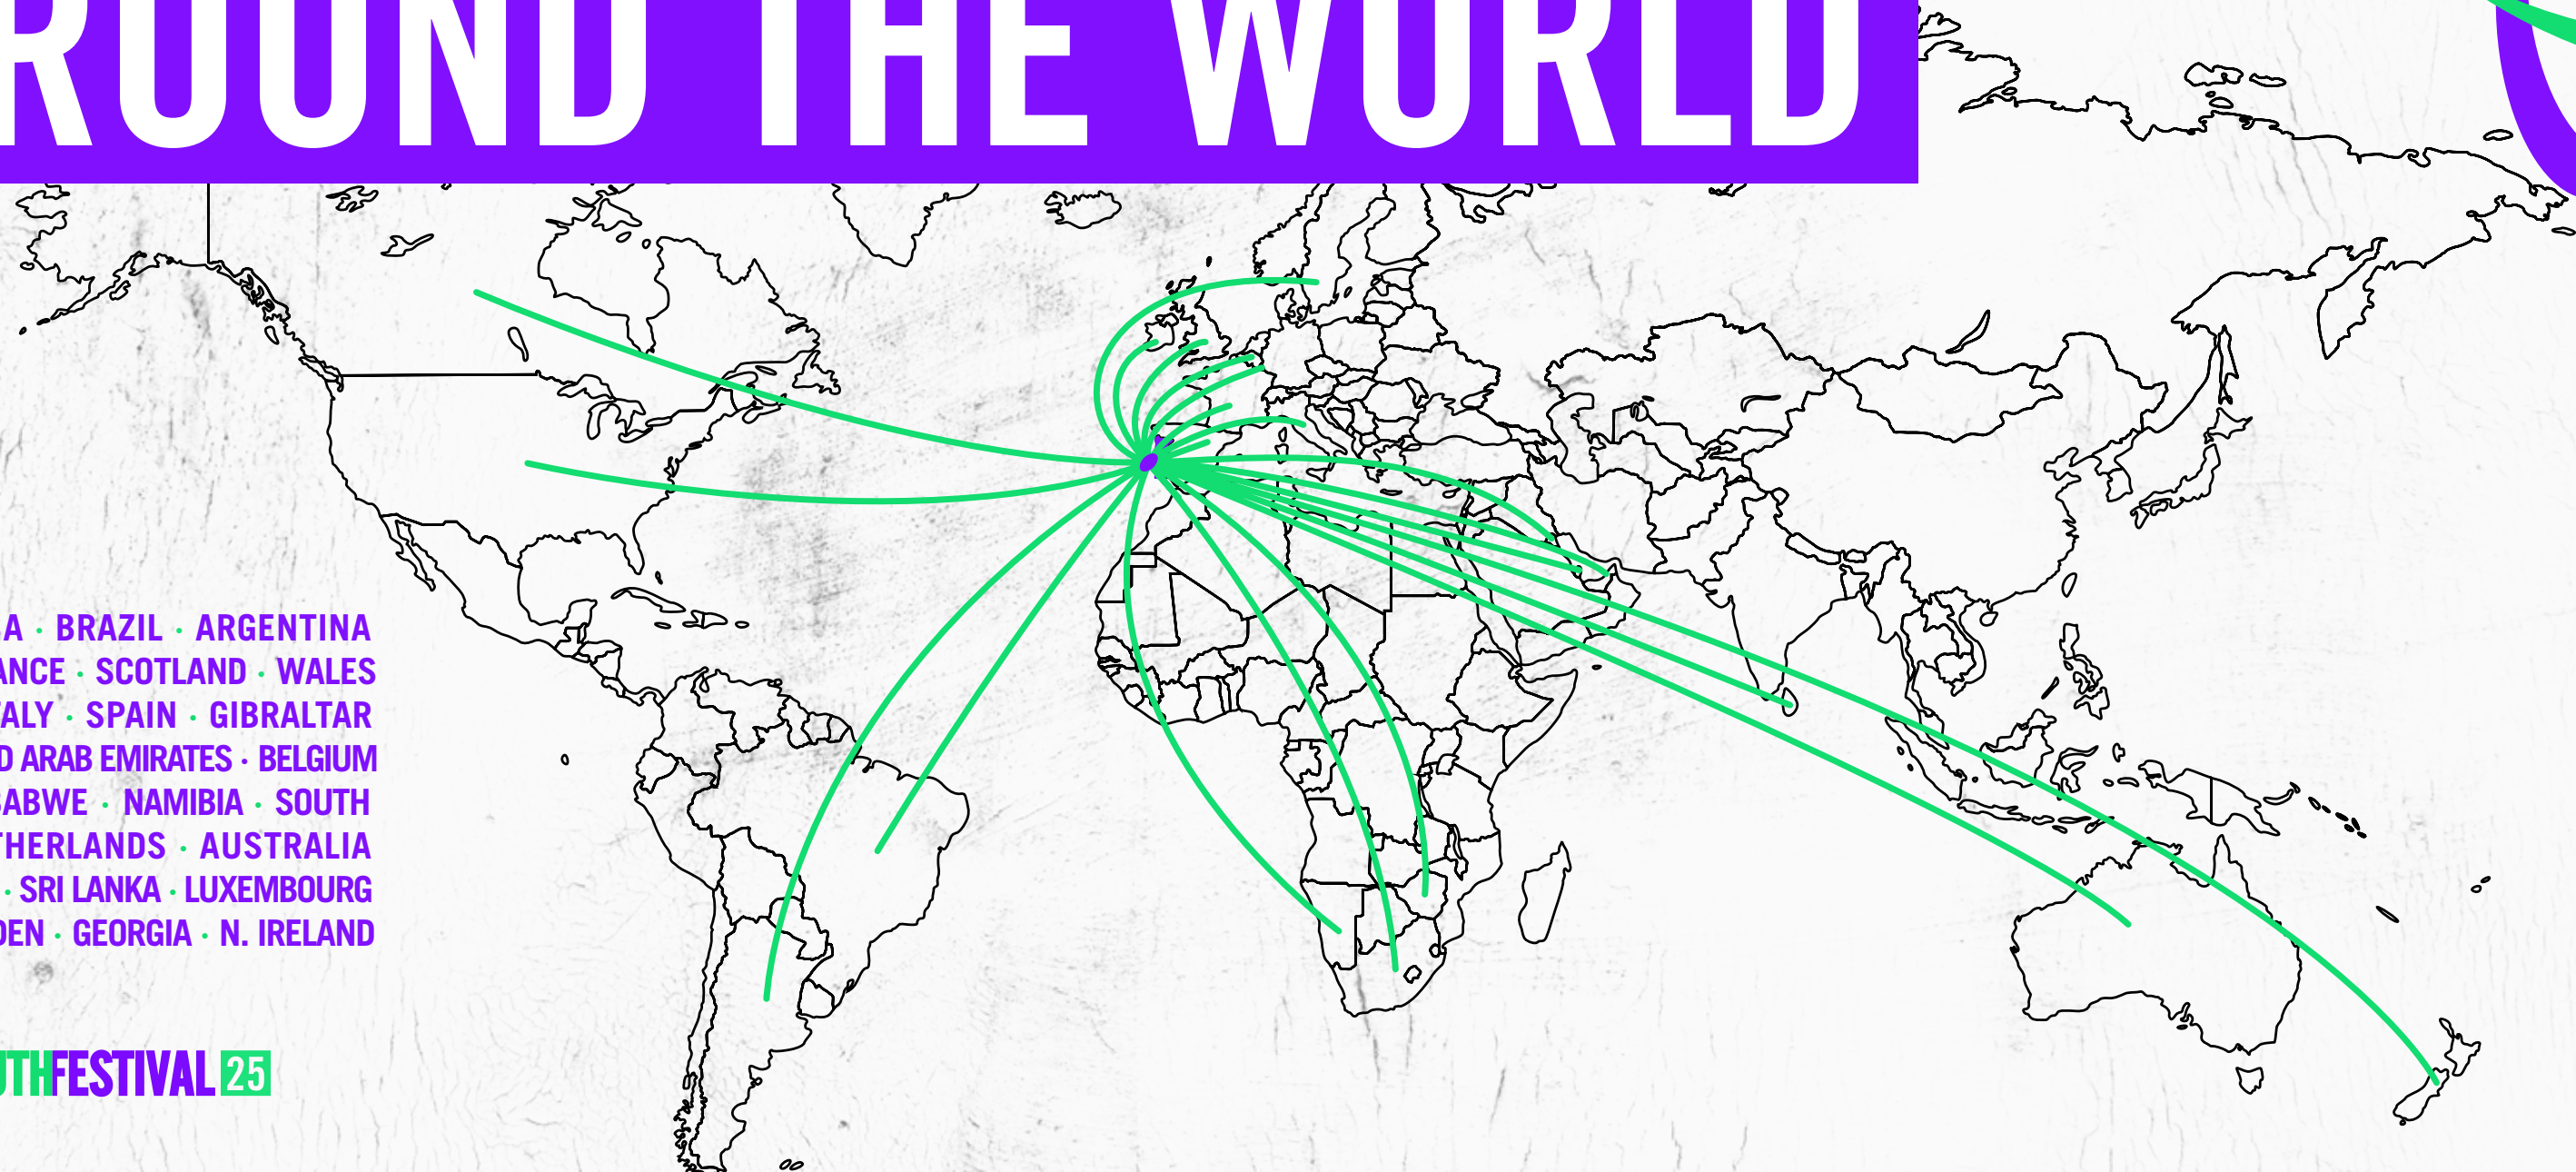 ROUND THE WORLD
A · BRAZIL · ARGENTINA
ANCE · SCOTLAND · WALES
ALY · SPAIN · GIBRALTAR
D ARAB EMIRATES · BELGIUM
BABWE · NAMIBIA · SOUTH
THERLANDS · AUSTRALIA
· SRI LANKA · LUXEMBOURG
DEN · GEORGIA · N. IRELAND
UTHFESTIVAL 25